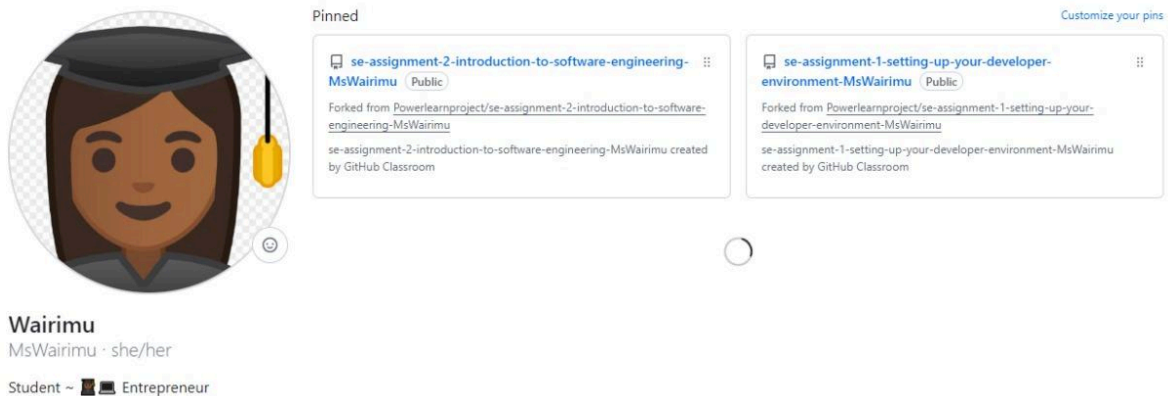 Pinned
Customize your pins
se-assignment-2-introduction-to-software-engineering-
MsWairimu Public
Forked from Powerlearnproject/se-assignment-2-introduction-to-software-
engineering-MsWairimu
se-assignment-2-introduction-to-software-engineering-MsWairimu created
by GitHub Classroom
se-assignment-1-setting-up-your-developer-
environment-MsWairimu Public
Forked from Powerlearnproject/se-assignment-1-setting-up-your-
developer-environment-MsWairimu
se-assignment-1-setting-up-your-developer-environment-MsWairimu
created by GitHub Classroom
Wairimu
MsWairimu · she/her
Student ~ 👩🏾‍🎓💻 Entrepreneur